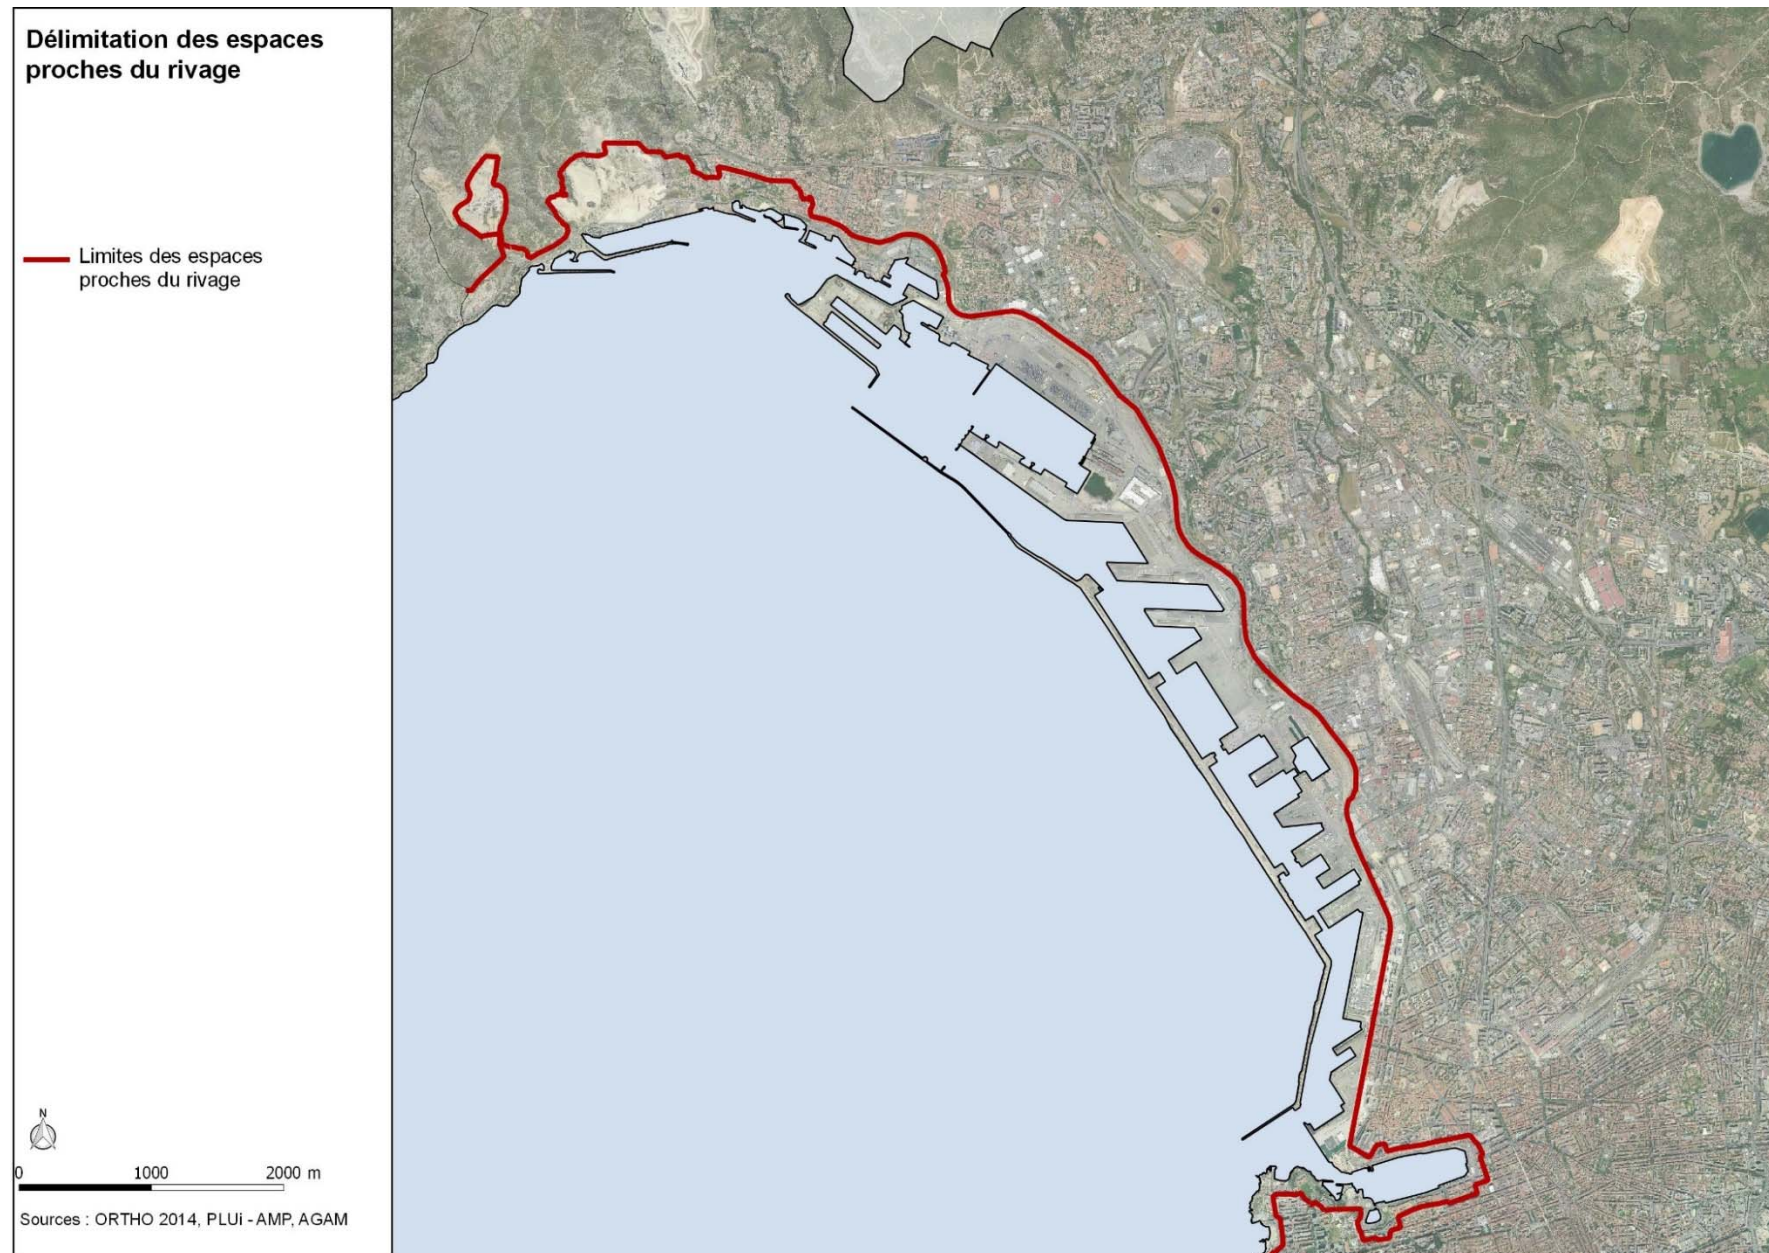 Délimitation des espaces
proches du rivage
Limites des espaces
proches du rivage
N
0 1000 2000 m
Sources : ORTHO 2014, PLUi - AMP, AGAM